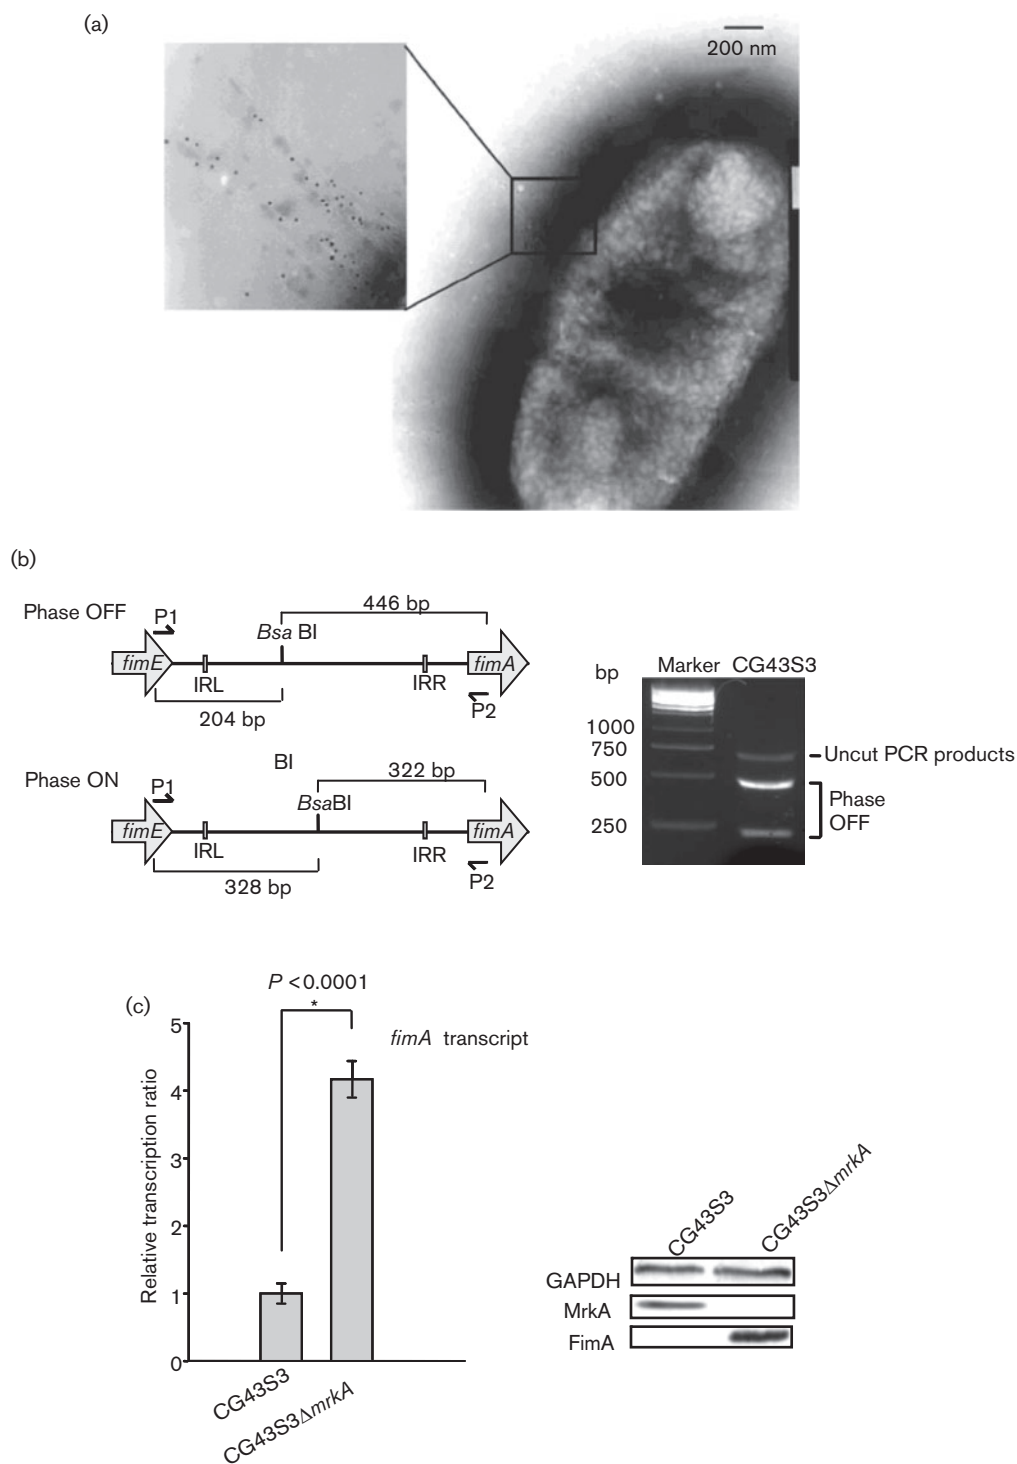 (a)
200 nm
(b)
Phase OFF
P1
446 bp
Bsa BI
fimE
fimA
IRL
IRR
P2
204 bp
BI
Phase ON
P1
322 bp
BsaBI
fimE
fimA
IRL
IRR
P2
328 bp
bp
Marker CG43S3
1000
750
500
250
Uncut PCR products
Phase
OFF
(c)
P < 0.0001
*
fimA transcript
Relative transcription ratio
5
4
3
2
1
0
CG43S3
CG43S3ΔmrkA
CG43S3
CG43S3ΔmrkA
GAPDH
MrkA
FimA